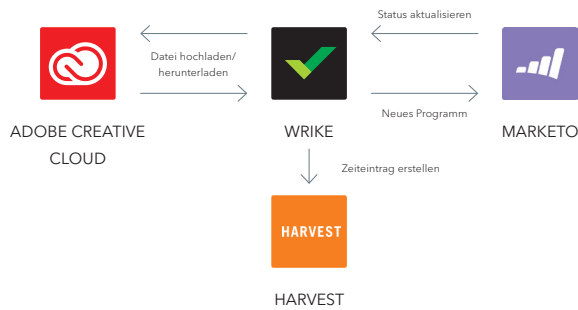 Status aktualisieren
Datei hochladen/
herunterladen
Neues Programm
ADOBE CREATIVE
CLOUD
WRIKE
MARKETO
Zeiteintrag erstellen
HARVEST
HARVEST